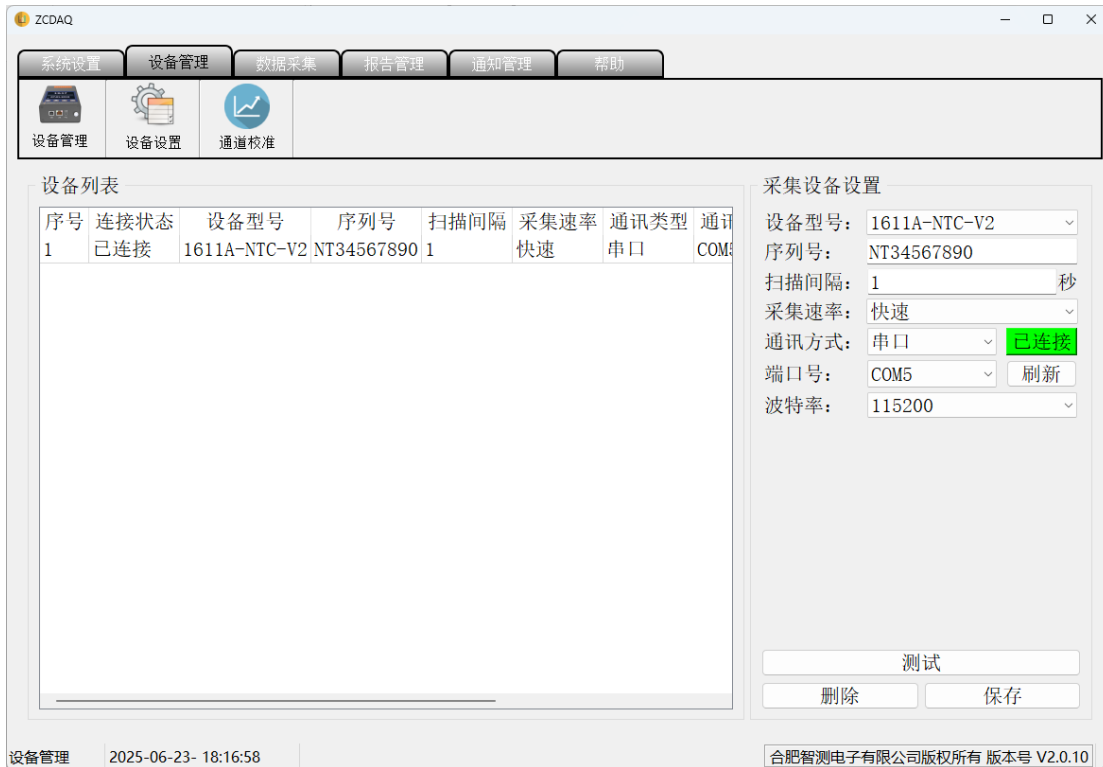 ZCDAQ
系统设置 设备管理 数据采集 报告管理 通知管理 帮助
设备管理 设备设置 通道校准
设备列表
序号 连接状态 设备型号 序列号 扫描间隔 采集速率 通讯类型 通讯
1 已连接 1611A-NTC-V2 NT34567890 1 快速 串口 COM5
采集设备设置
设备型号： 1611A-NTC-V2
序列号： NT34567890
扫描间隔： 1 秒
采集速率： 快速
通讯方式： 串口 已连接
端口号： COM5 刷新
波特率： 115200
测试
删除 保存
设备管理 2025-06-23- 18:16:58 合肥智测电子有限公司版权所有 版本号 V2.0.10